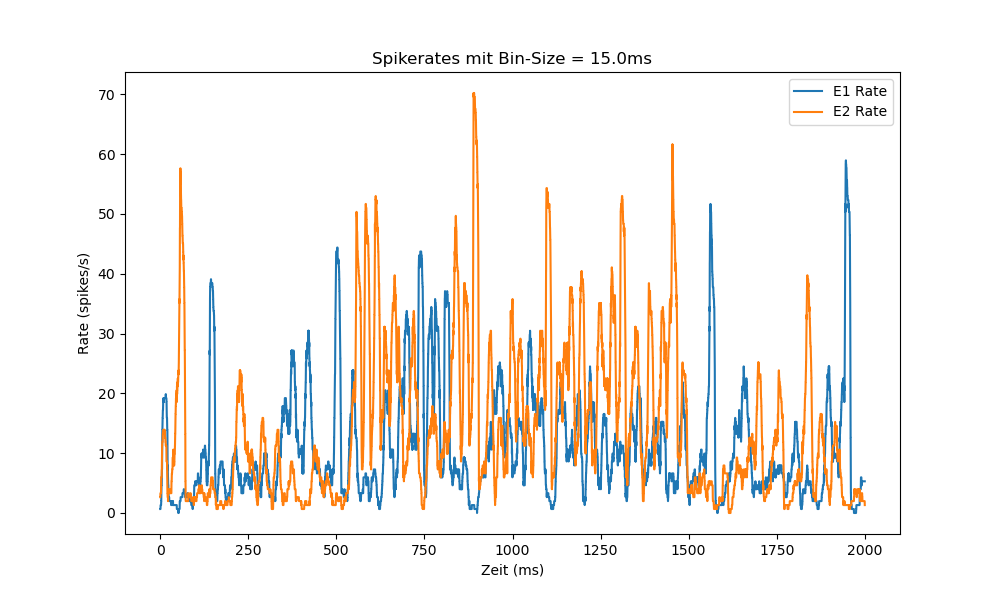 Spikerates mit Bin-Size = 15.0ms
E1 Rate
E2 Rate
Rate (spikes/s)
70
60
50
40
30
20
10
0
0 250 500 750 1000 1250 1500 1750 2000
Zeit (ms)